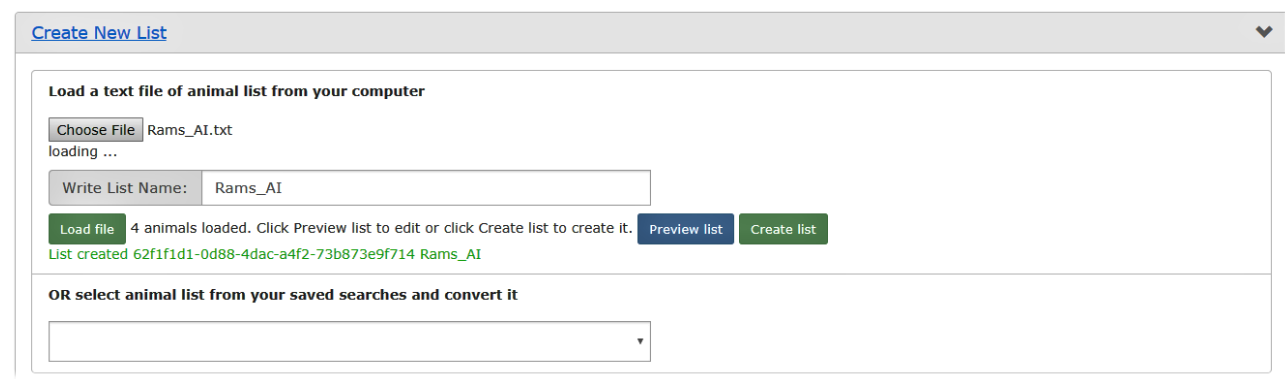 Create New List
Load a text file of animal list from your computer
Choose File Rams_AI.txt
loading ...
Write List Name: Rams_AI
Load file 4 animals loaded. Click Preview list to edit or click Create list to create it. Preview list Create list
List created 62f1f1d1-0d88-4dac-a4f2-73b873e9f714 Rams_AI
OR select animal list from your saved searches and convert it